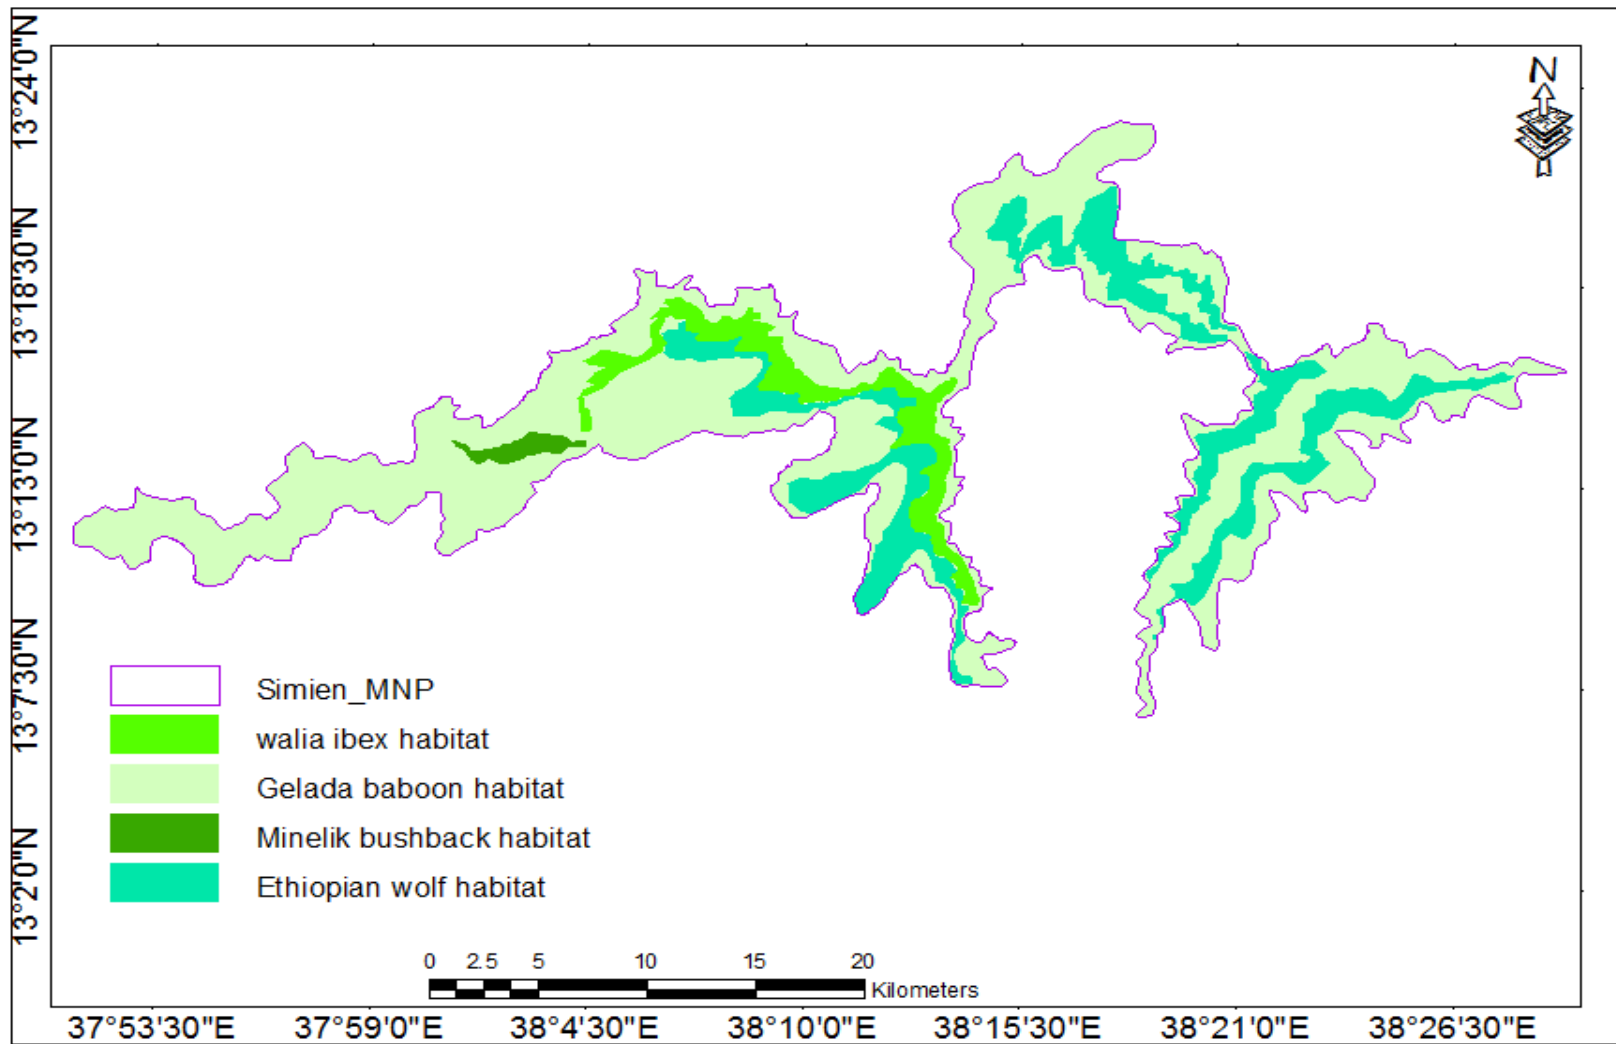 N
13°24'0"N
13°18'30"N
13°13'0"N
13°7'30"N
13°2'0"N
Simien_MNP
walia ibex habitat
Gelada baboon habitat
Minelik bushback habitat
Ethiopian wolf habitat
0 2.5 5 10 15 20
Kilometers
37°53'30"E 37°59'0"E 38°4'30"E 38°10'0"E 38°15'30"E 38°21'0"E 38°26'30"E